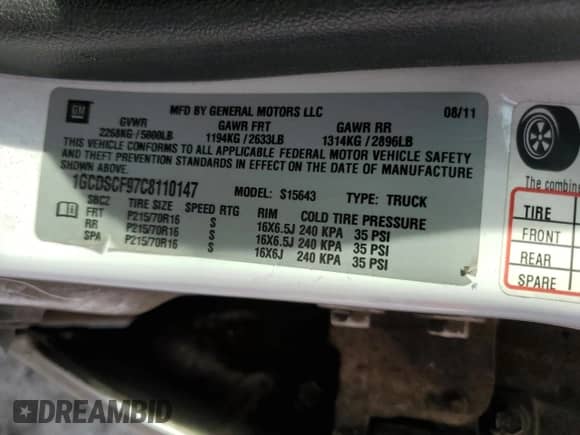 MFD BY GENERAL MOTORS LLC 08/11
GM GVWR GAWR FRT GAWR RR
2268KG/5000LB 1194KG/2633LB 1314KG/2896LB
THIS VEHICLE CONFORMS TO ALL APPLICABLE FEDERAL MOTOR VEHICLE SAFETY
AND THEFT PREVENTION STANDARDS IN EFFECT ON THE DATE OF MANUFACTURE
SHOWN ABOVE.
1GCDSCF97C8110147 MODEL: S15643 TYPE: TRUCK
SBC2 TIRE SIZE SPEED RTG RIM COLD TIRE PRESSURE
FRT P215/70R16 S 16X6.5J 240 KPA 35 PSI
RR P215/70R16 S 16X6.5J 240 KPA 35 PSI
SPA P215/70R16 S 16X6J 240 KPA 35 PSI
TIRE
FRONT
REAR
SPARE
DREAMBID